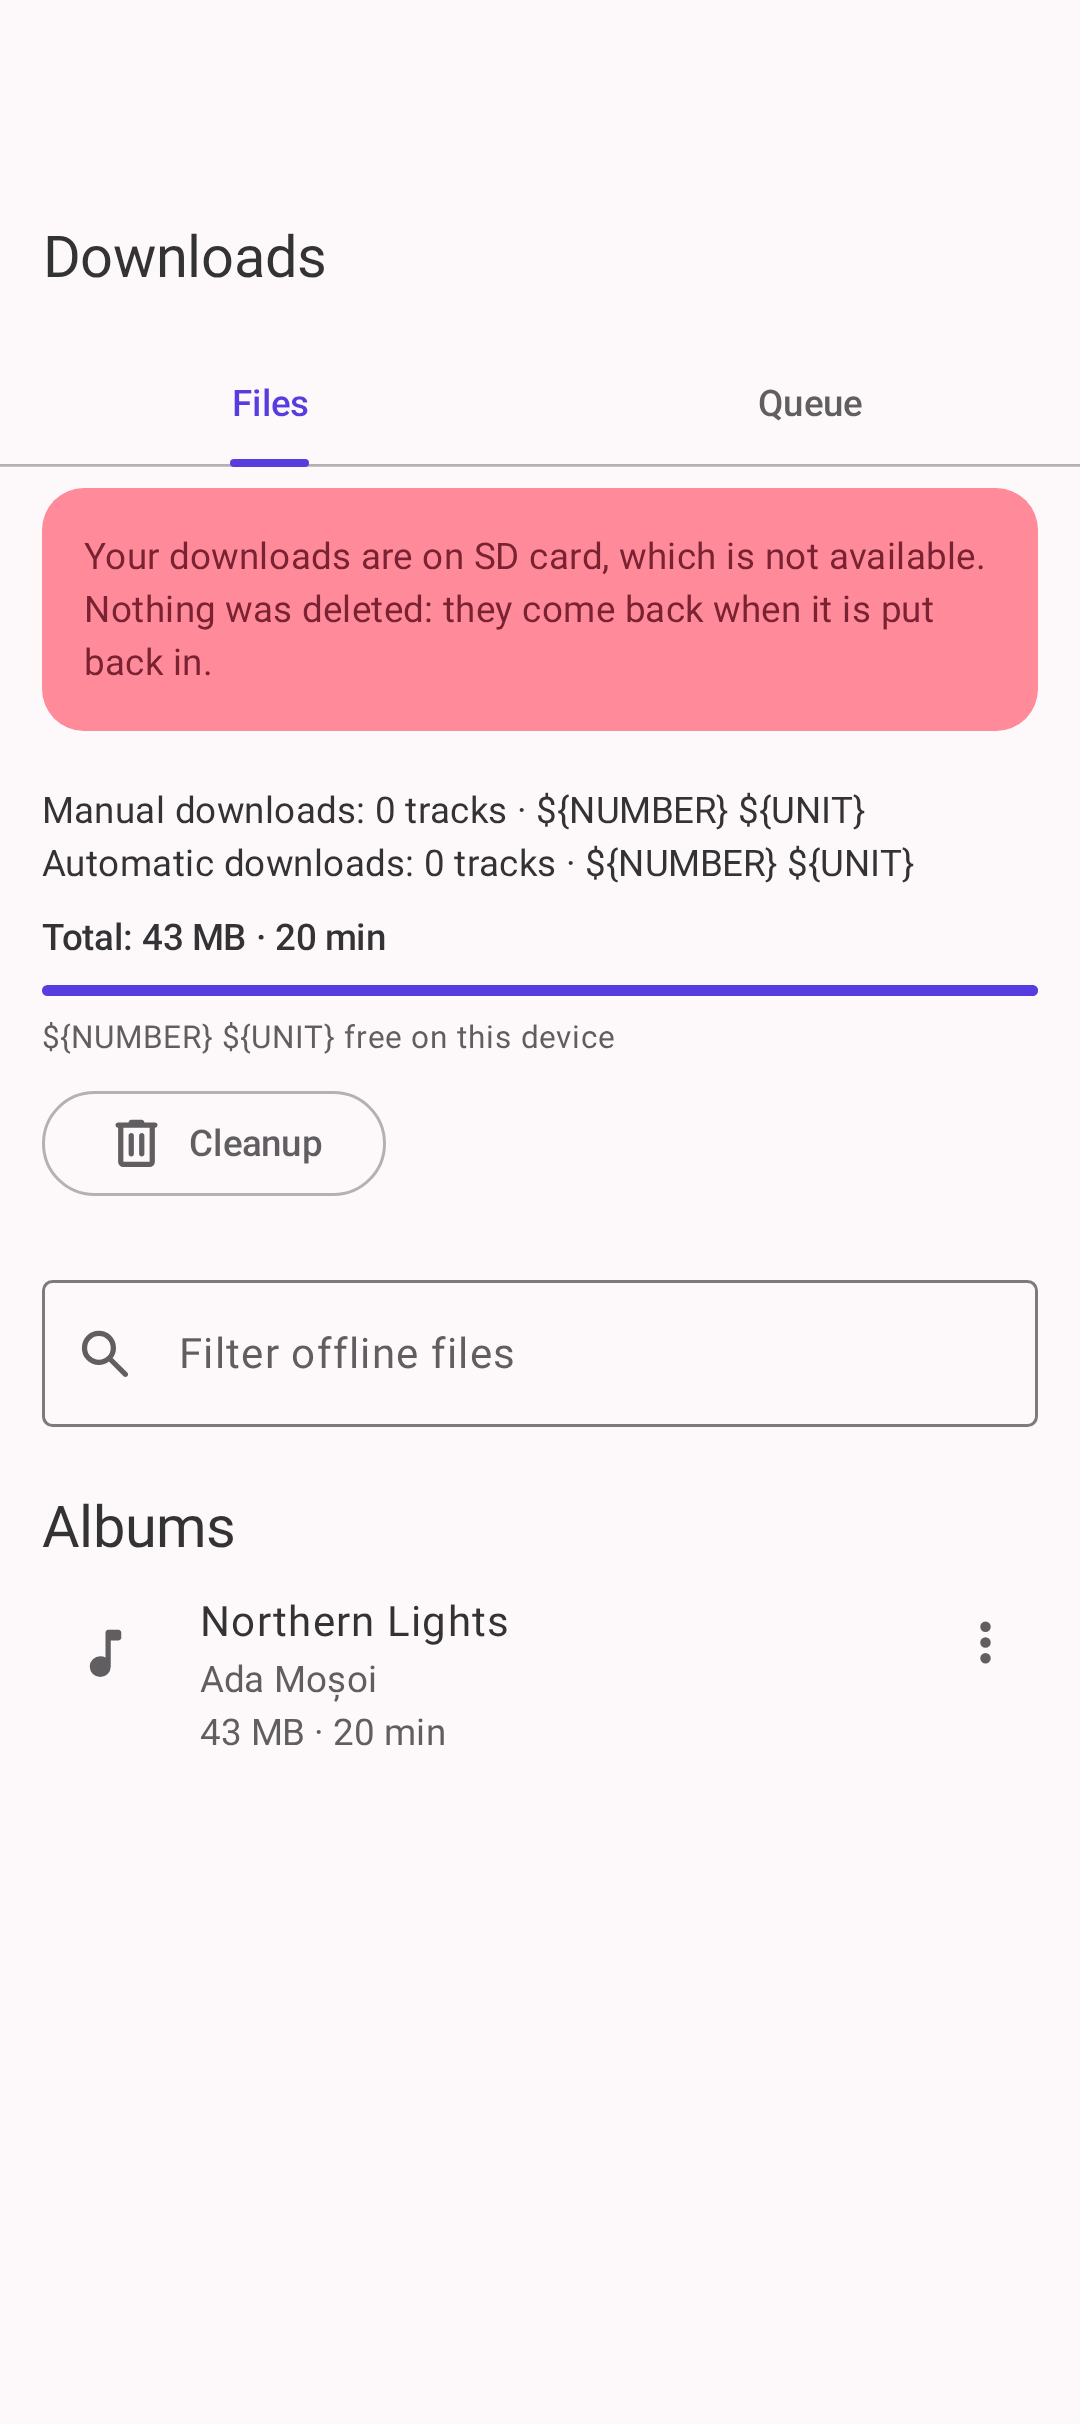 Downloads
Files
Queue
Your downloads are on SD card, which is not available.
Nothing was deleted: they come back when it is put
back in.
Manual downloads: 0 tracks · ${NUMBER} ${UNIT}
Automatic downloads: 0 tracks · ${NUMBER} ${UNIT}
Total: 43 MB · 20 min
${NUMBER} ${UNIT} free on this device
Cleanup
Filter offline files
Albums
Northern Lights
Ada Moșoi
43 MB · 20 min